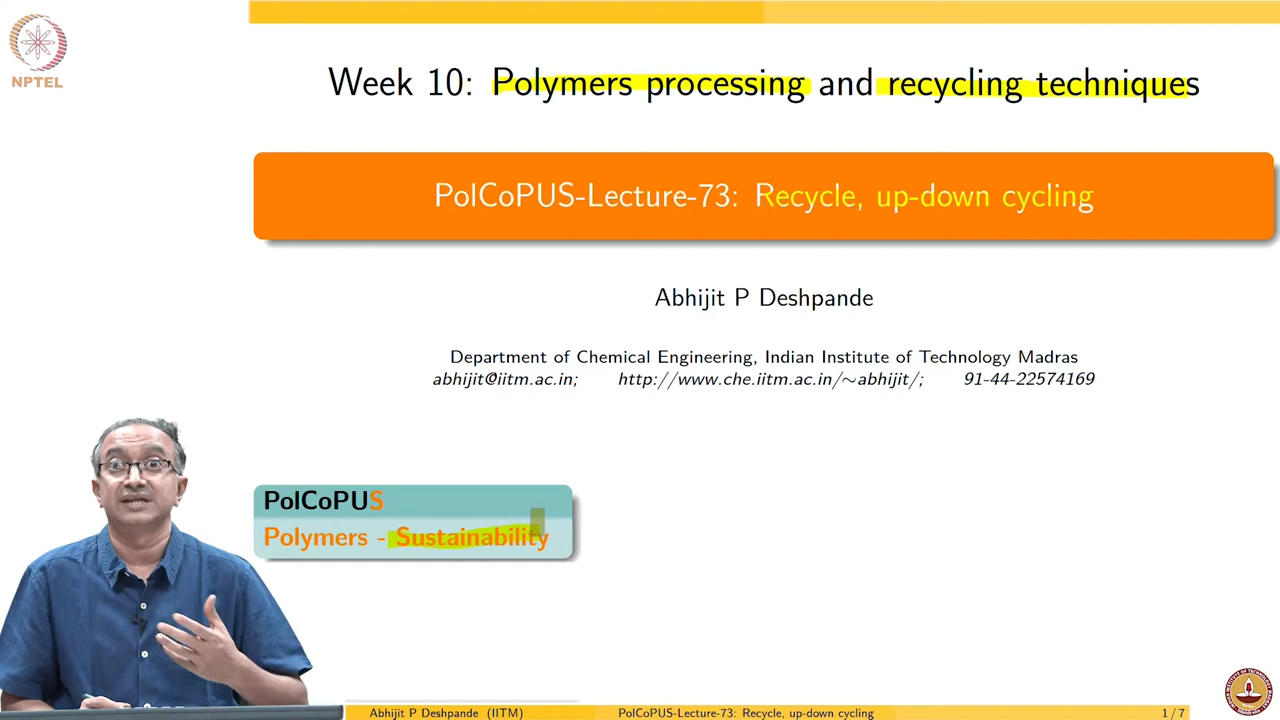 NPTEL
Week 10: Polymers processing and recycling techniques
PolCoPUS-Lecture-73: Recycle, up-down cycling
Abhijit P Deshpande
Department of Chemical Engineering, Indian Institute of Technology Madras
abhijit@iitm.ac.in; http://www.che.iitm.ac.in/~abhijit/; 91-44-22574169
PolCoPUS
Polymers - Sustainability
Abhijit P Deshpande (IITM) PolCoPUS-Lecture-73: Recycle, up-down cycling 1 / 7